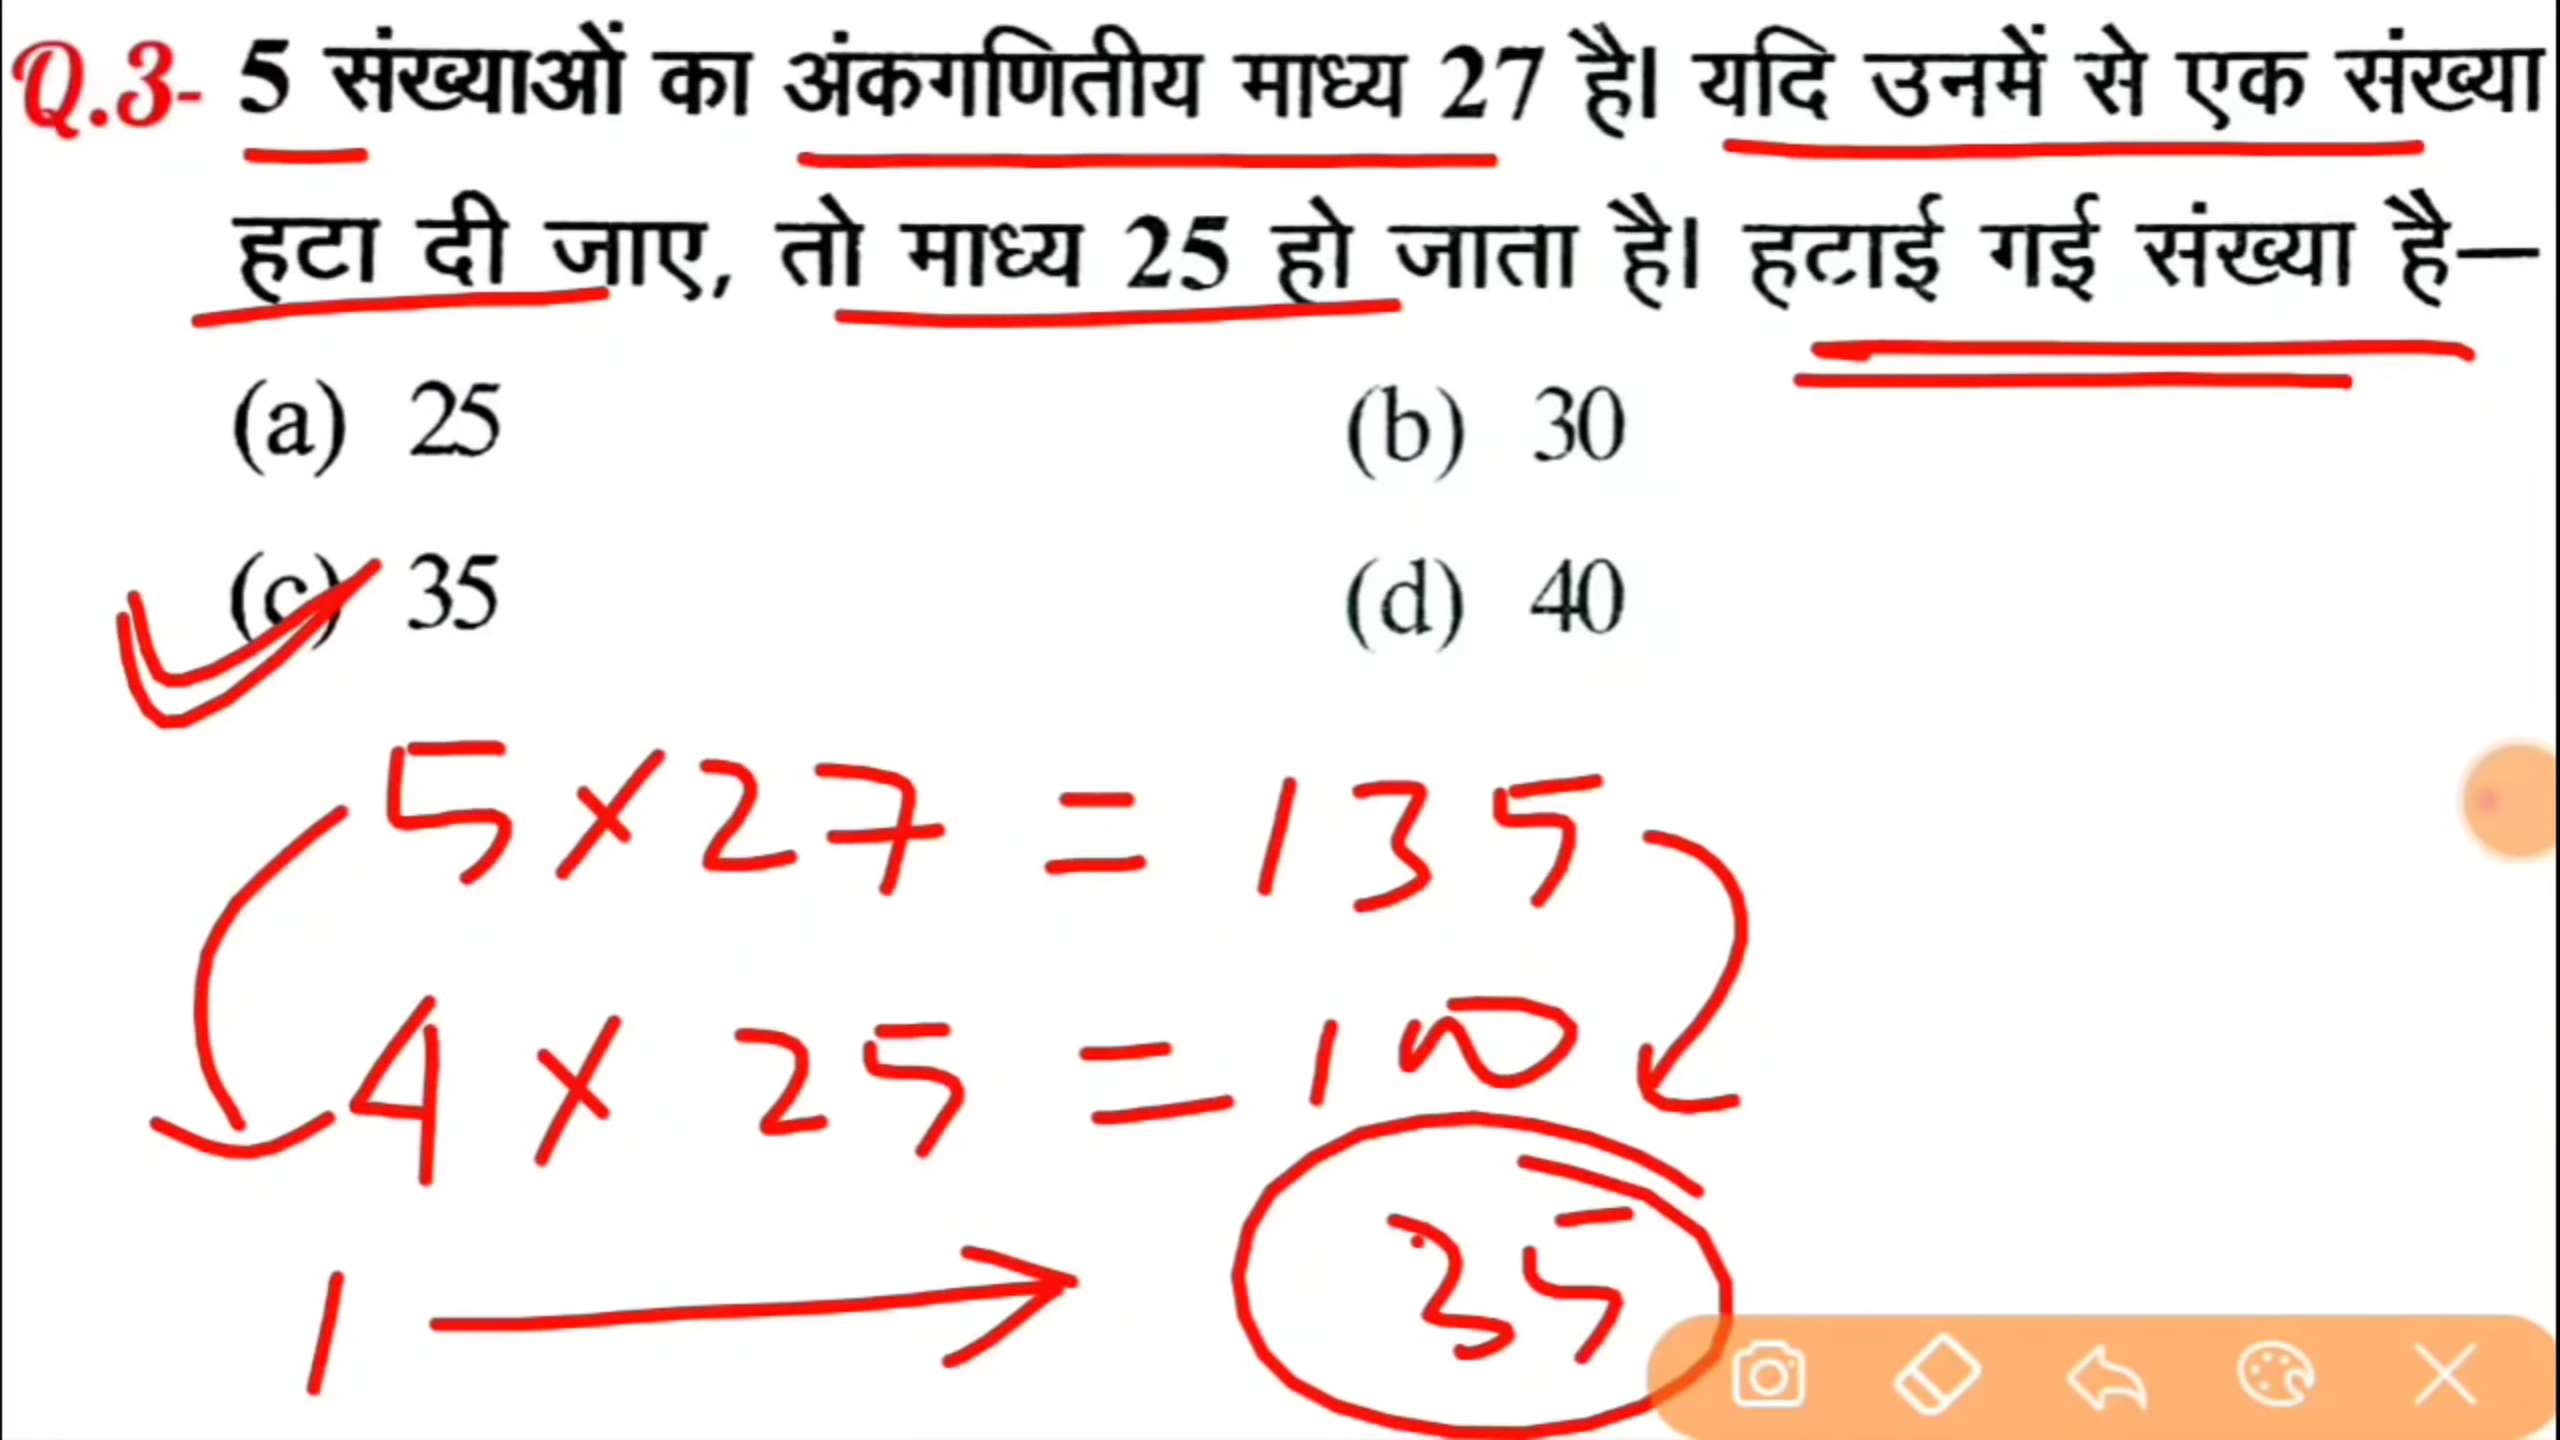 Q.3- 5 संख्याओं का अंकगणितीय माध्य 27 है। यदि उनमें से एक संख्या
हटा दी जाए, तो माध्य 25 हो जाता है। हटाई गई संख्या है—
(a) 25 (b) 30
(c) 35 (d) 40
5 × 27 = 135
4 × 25 = 100
1 → 35